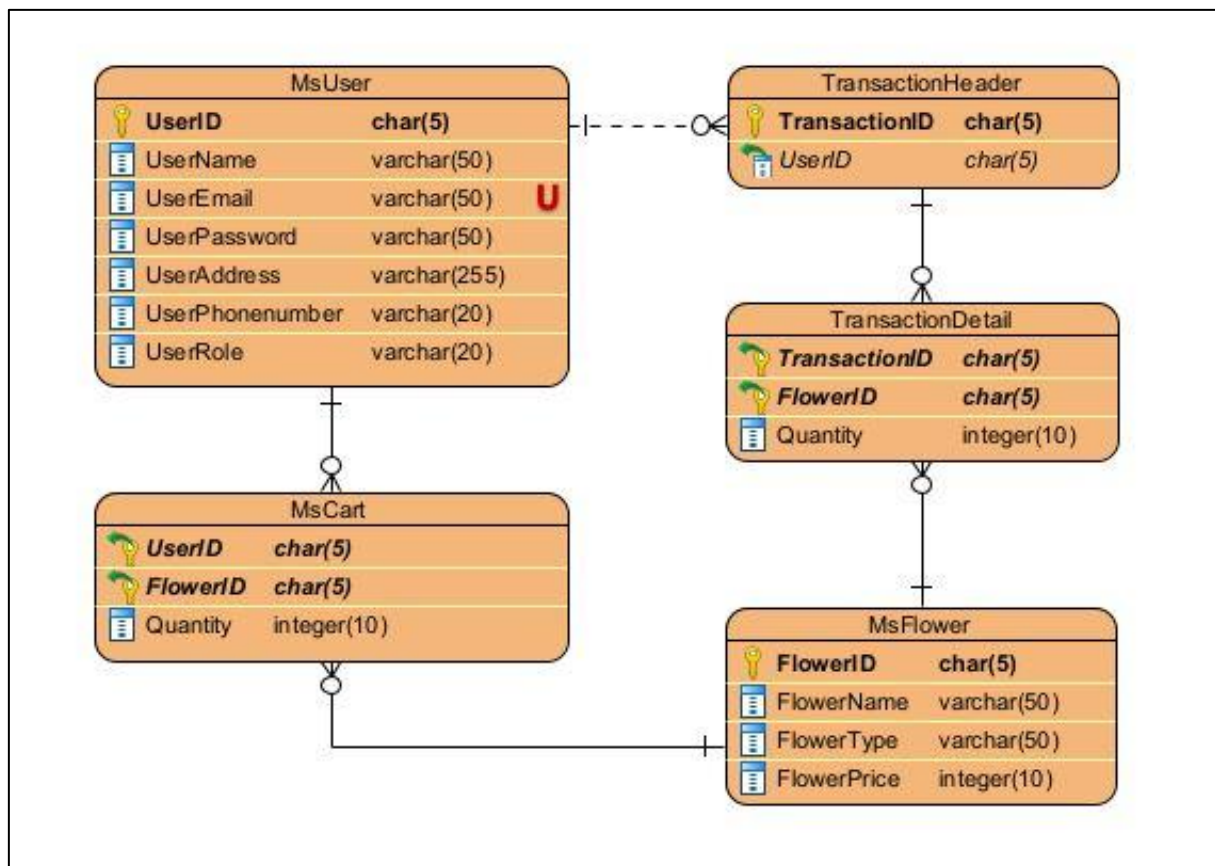 MsUser
UserID char(5)
UserName varchar(50)
UserEmail varchar(50) U
UserPassword varchar(50)
UserAddress varchar(255)
UserPhonenumber varchar(20)
UserRole varchar(20)
TransactionHeader
TransactionID char(5)
UserID char(5)
TransactionDetail
TransactionID char(5)
FlowerID char(5)
Quantity integer(10)
MsCart
UserID char(5)
FlowerID char(5)
Quantity integer(10)
MsFlower
FlowerID char(5)
FlowerName varchar(50)
FlowerType varchar(50)
FlowerPrice integer(10)